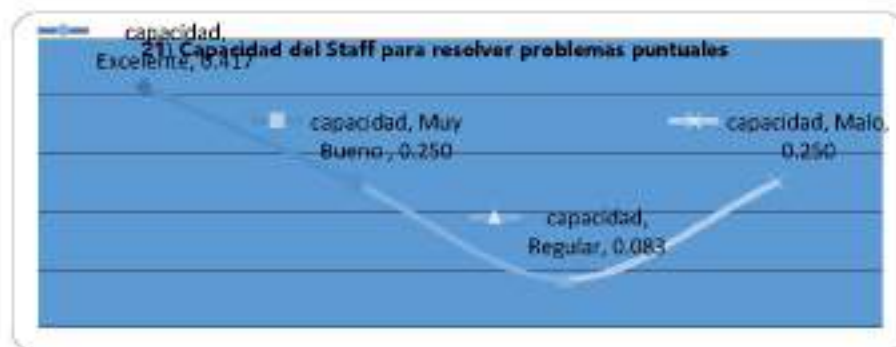 capacidad,
21) Capacidad del Staff para resolver problemas puntuales
Excelente, 0.417
capacidad, Muy
Bueno , 0.250
capacidad, Malo,
0.250
capacidad,
Regular, 0.083